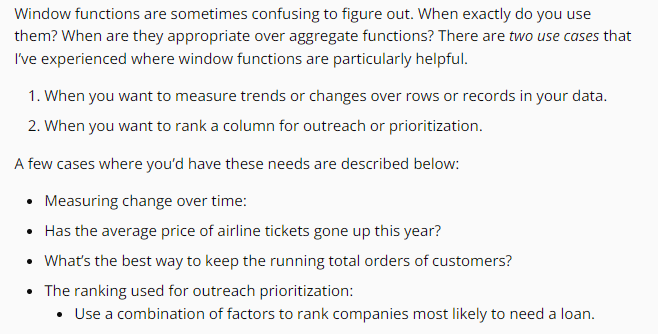 Window functions are sometimes confusing to figure out. When exactly do you use
them? When are they appropriate over aggregate functions? There are two use cases that
I've experienced where window functions are particularly helpful.
1. When you want to measure trends or changes over rows or records in your data.
2. When you want to rank a column for outreach or prioritization.
A few cases where you'd have these needs are described below:
• Measuring change over time:
• Has the average price of airline tickets gone up this year?
• What's the best way to keep the running total orders of customers?
• The ranking used for outreach prioritization:
• Use a combination of factors to rank companies most likely to need a loan.